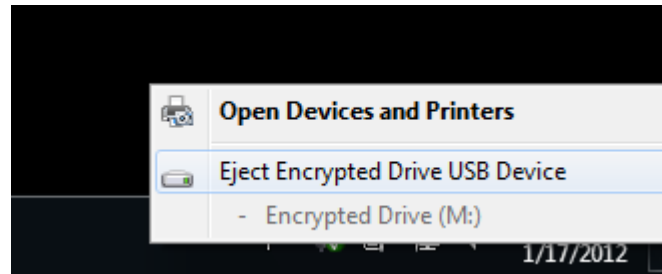 Open Devices and Printers
Eject Encrypted Drive USB Device
- Encrypted Drive (M:)
1/17/2012